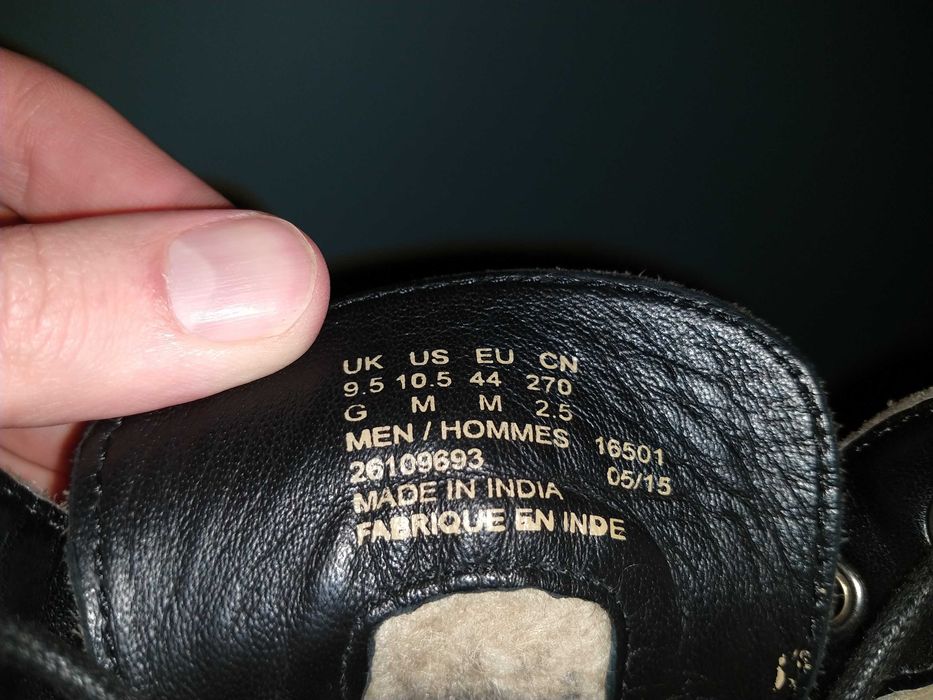 UK US EU CN
9.5 10.5 44 270
G M M 2.5
MEN / HOMMES 16501
26109693 05/15
MADE IN INDIA
FABRIQUE EN INDE